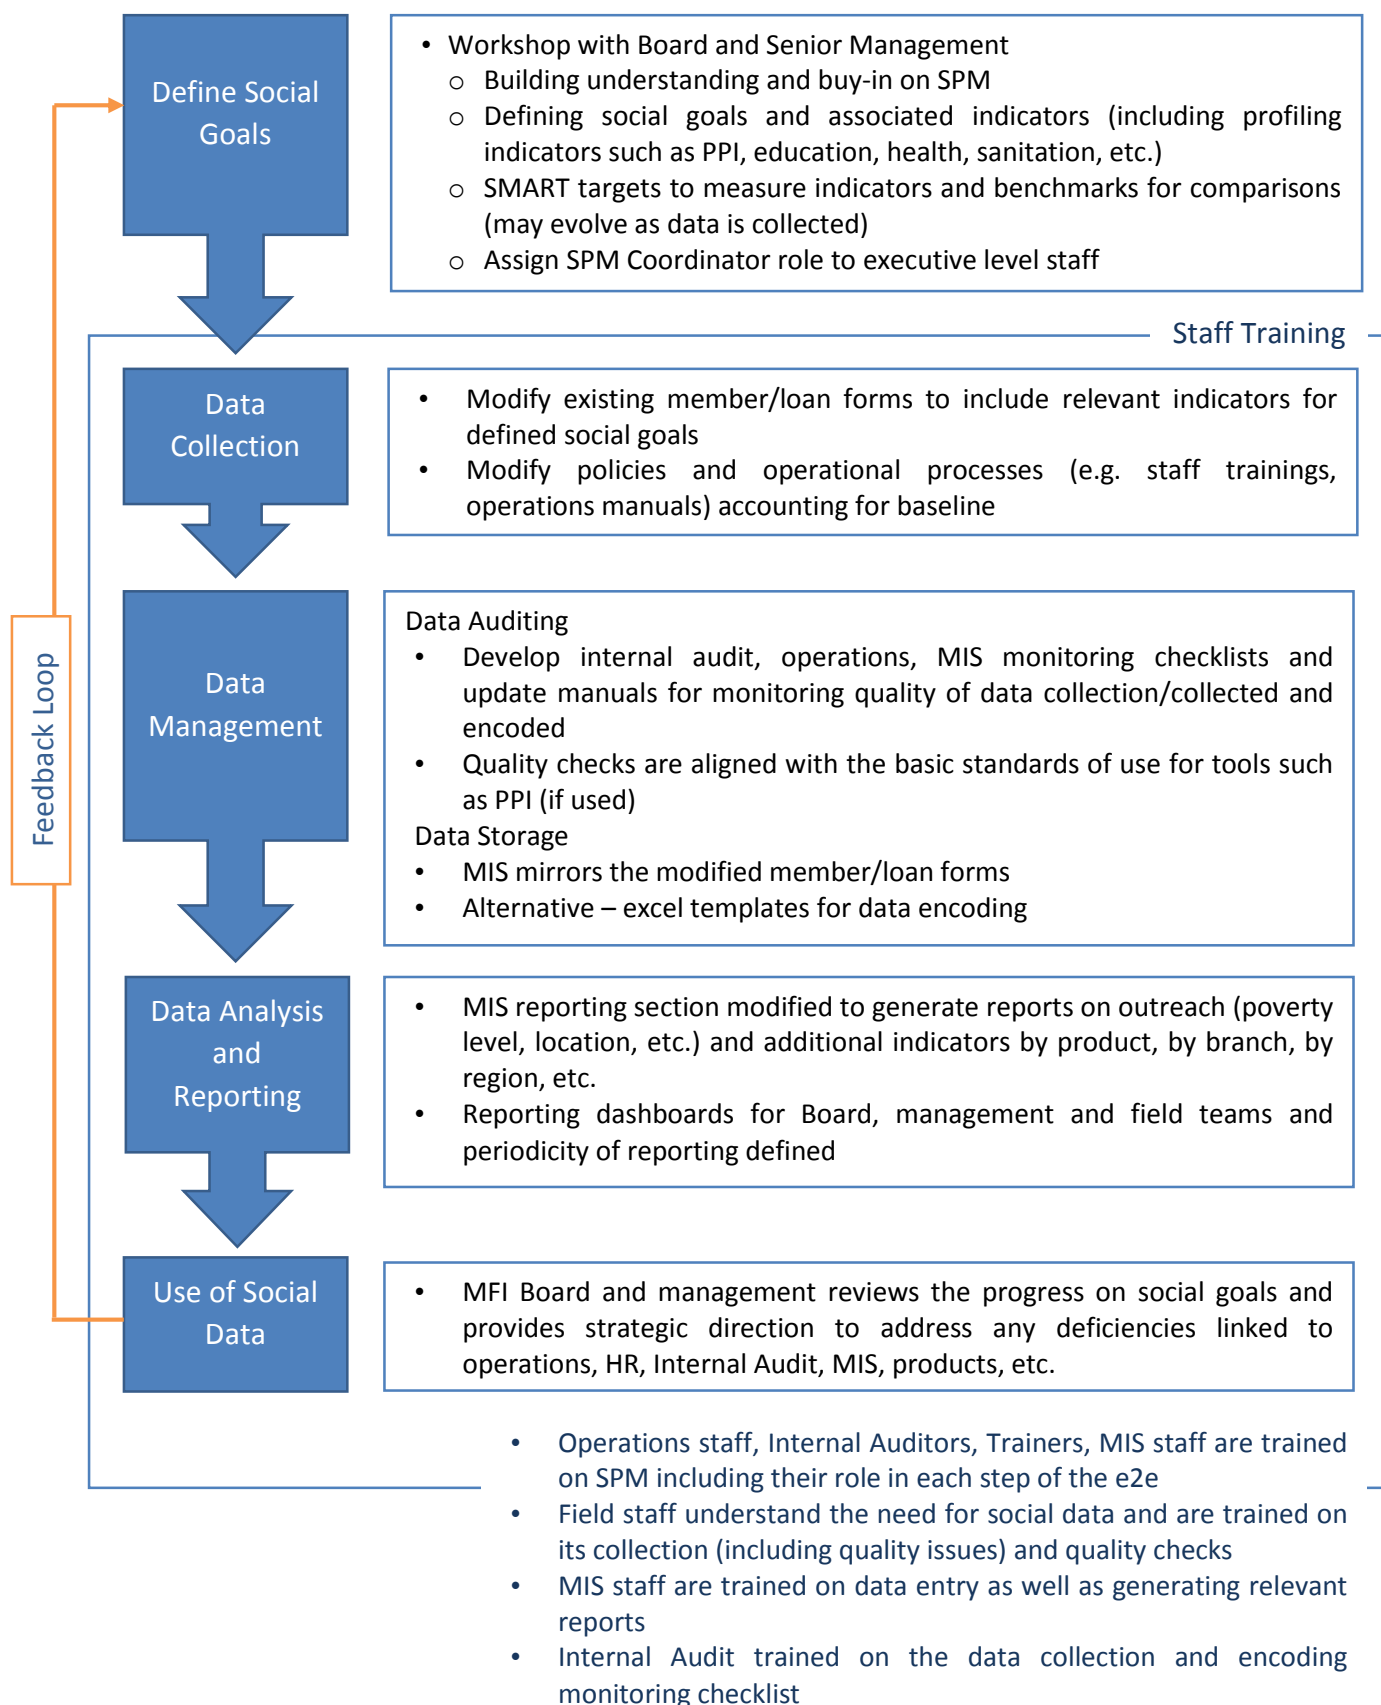 Define Social
Goals
• Workshop with Board and Senior Management
o Building understanding and buy-in on SPM
o Defining social goals and associated indicators (including profiling
indicators such as PPI, education, health, sanitation, etc.)
o SMART targets to measure indicators and benchmarks for comparisons
(may evolve as data is collected)
o Assign SPM Coordinator role to executive level staff
Staff Training
Data
Collection
• Modify existing member/loan forms to include relevant indicators for
defined social goals
• Modify policies and operational processes (e.g. staff trainings,
operations manuals) accounting for baseline
Feedback Loop
Data
Management
Data Auditing
• Develop internal audit, operations, MIS monitoring checklists and
update manuals for monitoring quality of data collection/collected and
encoded
• Quality checks are aligned with the basic standards of use for tools such
as PPI (if used)
Data Storage
• MIS mirrors the modified member/loan forms
• Alternative – excel templates for data encoding
Data Analysis
and
Reporting
• MIS reporting section modified to generate reports on outreach (poverty
level, location, etc.) and additional indicators by product, by branch, by
region, etc.
• Reporting dashboards for Board, management and field teams and
periodicity of reporting defined
Use of Social
Data
• MFI Board and management reviews the progress on social goals and
provides strategic direction to address any deficiencies linked to
operations, HR, Internal Audit, MIS, products, etc.
• Operations staff, Internal Auditors, Trainers, MIS staff are trained
on SPM including their role in each step of the e2e
• Field staff understand the need for social data and are trained on
its collection (including quality issues) and quality checks
• MIS staff are trained on data entry as well as generating relevant
reports
• Internal Audit trained on the data collection and encoding
monitoring checklist